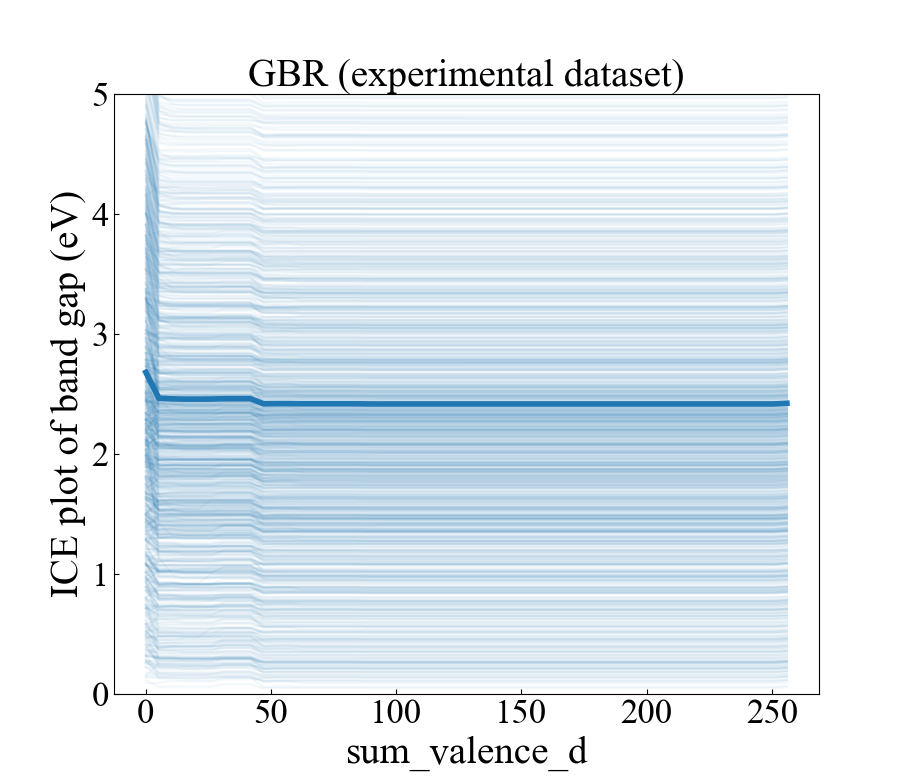 GBR (experimental dataset)
ICE plot of band gap (eV)
5
4
3
2
1
0
0 50 100 150 200 250
sum_valence_d